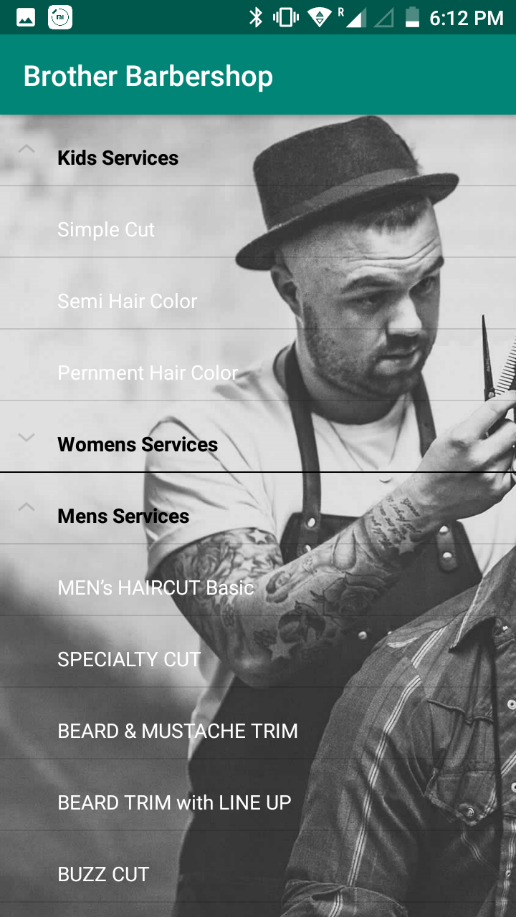 R 6:12 PM
Brother Barbershop
Kids Services
Simple Cut
Semi Hair Color
Pernment Hair Color
Womens Services
Mens Services
MEN's HAIRCUT Basic
SPECIALTY CUT
BEARD & MUSTACHE TRIM
BEARD TRIM with LINE UP
BUZZ CUT